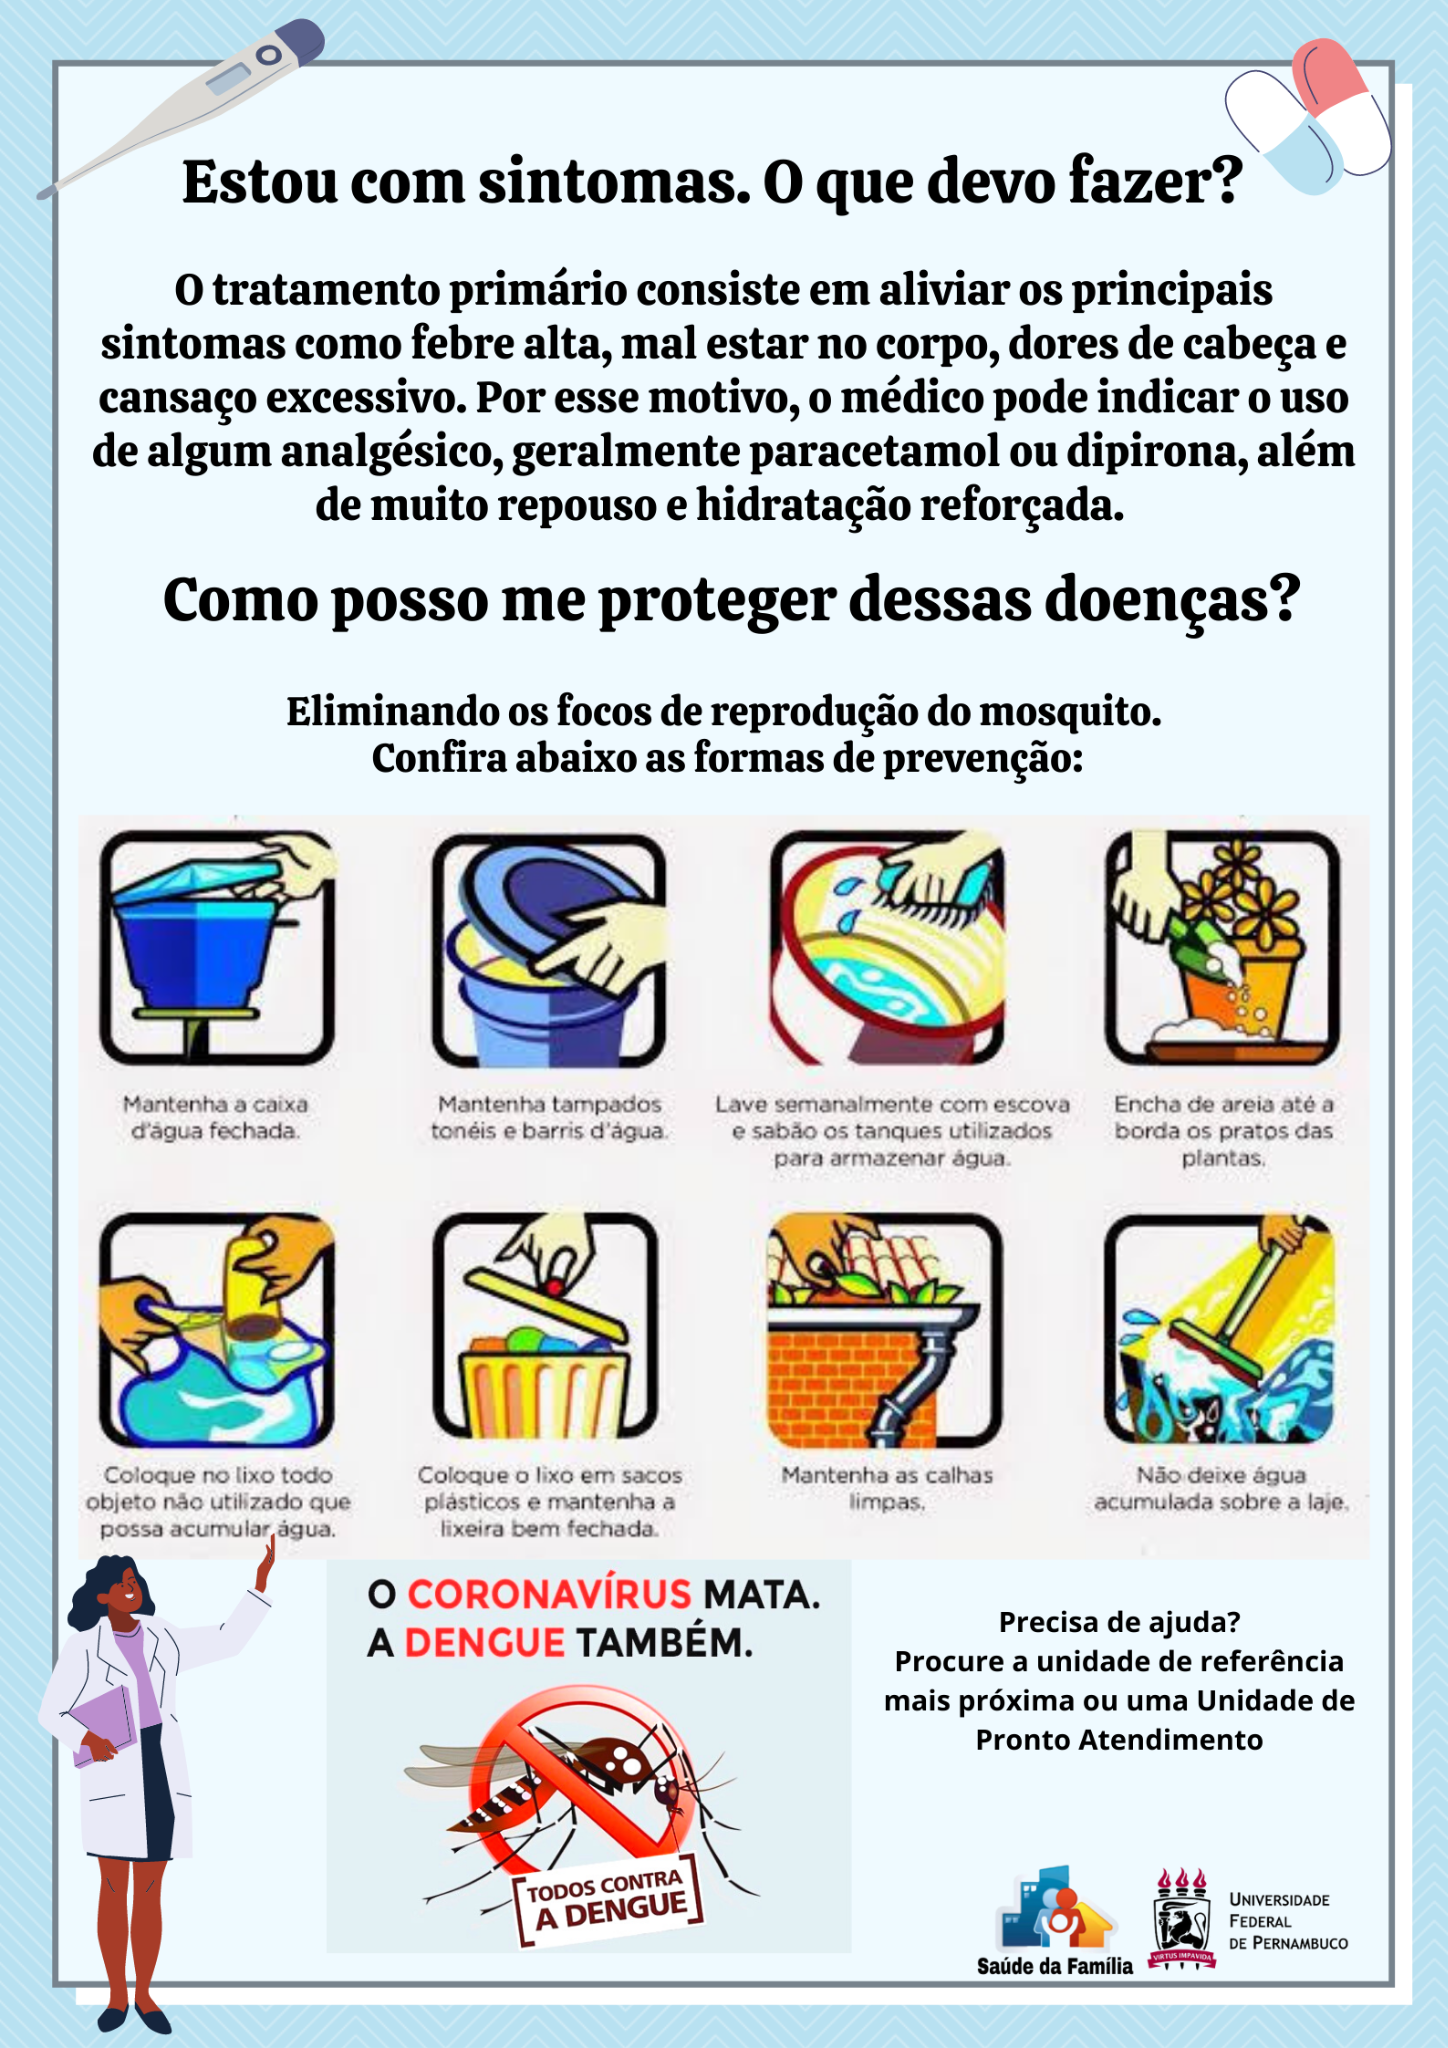 Estou com sintomas. O que devo fazer?
O tratamento primário consiste em aliviar os principais
sintomas como febre alta, mal estar no corpo, dores de cabeça e
cansaço excessivo. Por esse motivo, o médico pode indicar o uso
de algum analgésico, geralmente paracetamol ou dipirona, além
de muito repouso e hidratação reforçada.
Como posso me proteger dessas doenças?
Eliminando os focos de reprodução do mosquito.
Confira abaixo as formas de prevenção:
Mantenha a caixa
d'água fechada.
Mantenha tampados
tonéis e barris d'água.
Lave semanalmente com escova
e sabão os tanques utilizados
para armazenar água.
Encha de areia até a
borda os pratos das
plantas.
Coloque no lixo todo
objeto não utilizado que
possa acumular água.
Coloque o lixo em sacos
plásticos e mantenha a
lixeira bem fechada.
Mantenha as calhas
limpas.
Não deixe água
acumulada sobre a laje.
O CORONAVÍRUS MATA.
A DENGUE TAMBÉM.
TODOS CONTRA
A DENGUE
Precisa de ajuda?
Procure a unidade de referência
mais próxima ou uma Unidade de
Pronto Atendimento
Saúde da Família
VIRTUS IMPAVIDA
UNIVERSIDADE
FEDERAL
DE PERNAMBUCO